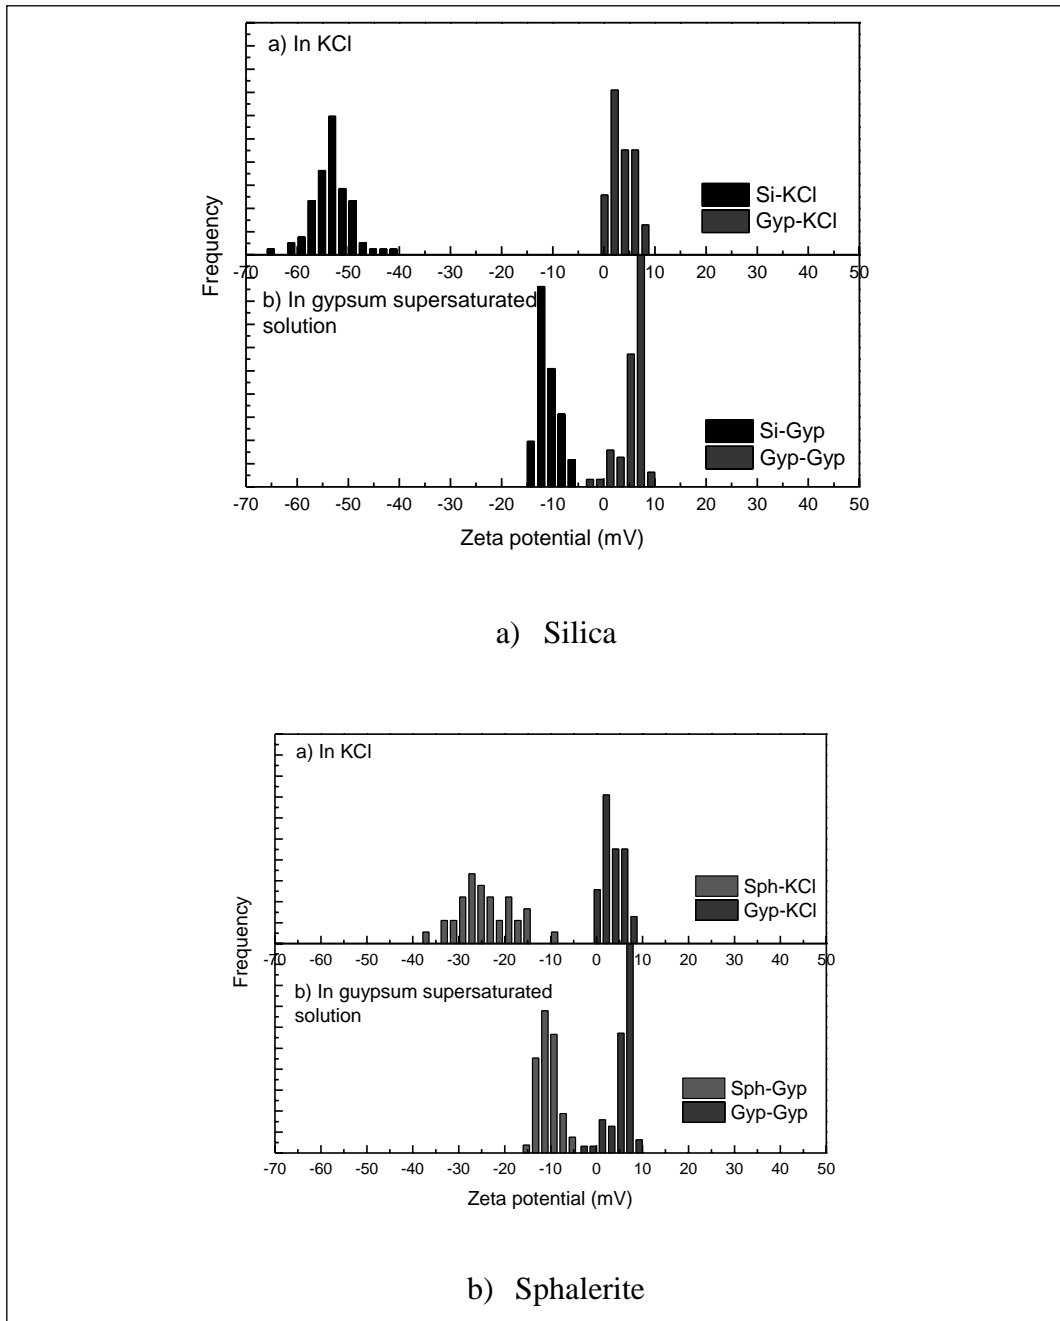 a) In KCl
Si-KCl
Gyp-KCl
Frequency
-70 -60 -50 -40 -30 -20 -10 0 10 20 30 40 50
b) In gypsum supersaturated
solution
Si-Gyp
Gyp-Gyp
-70 -60 -50 -40 -30 -20 -10 0 10 20 30 40 50
Zeta potential (mV)
a) Silica
a) In KCl
Sph-KCl
Gyp-KCl
Frequency
-70 -60 -50 -40 -30 -20 -10 0 10 20 30 40 50
b) In guypsum supersaturated
solution
Sph-Gyp
Gyp-Gyp
-70 -60 -50 -40 -30 -20 -10 0 10 20 30 40 50
Zeta potential (mV)
b) Sphalerite